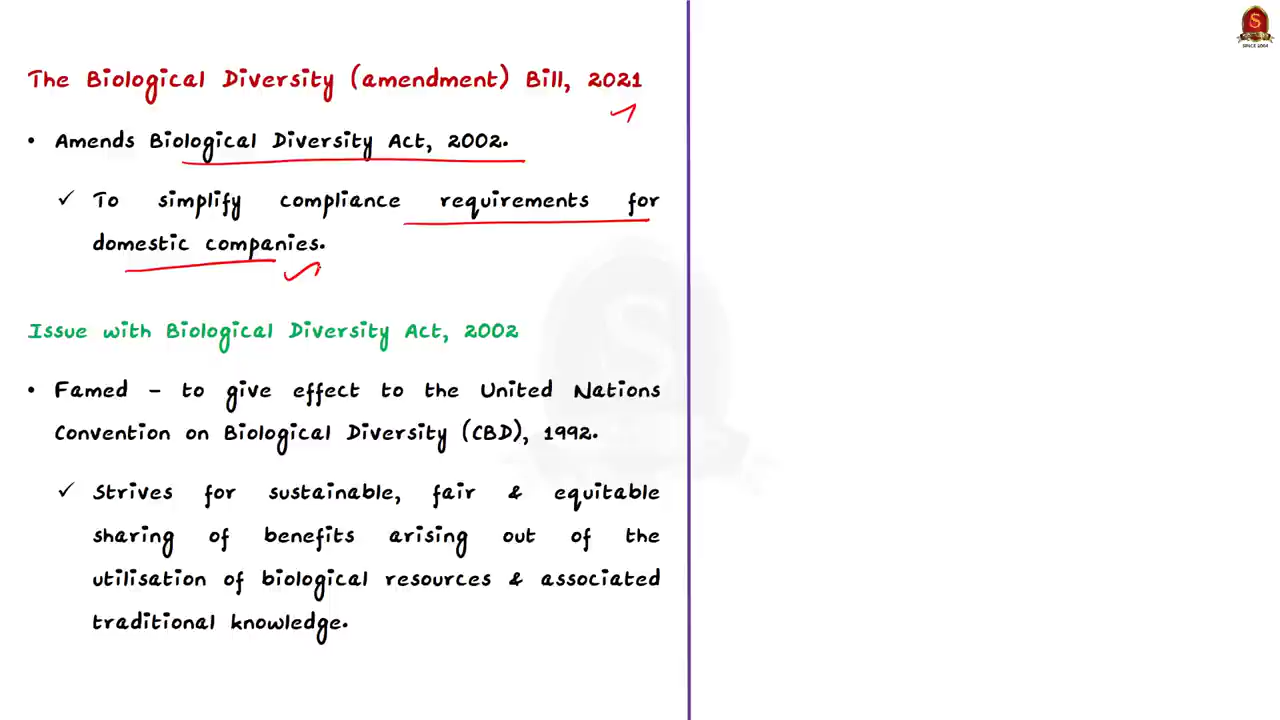 The Biological Diversity (amendment) Bill, 2021
• Amends Biological Diversity Act, 2002.
✓ To simplify compliance requirements for
domestic companies.
Issue with Biological Diversity Act, 2002
• Famed – to give effect to the United Nations
Convention on Biological Diversity (CBD), 1992.
✓ Strives for sustainable, fair & equitable
sharing of benefits arising out of the
utilisation of biological resources & associated
traditional knowledge.
S
SINCE 2004